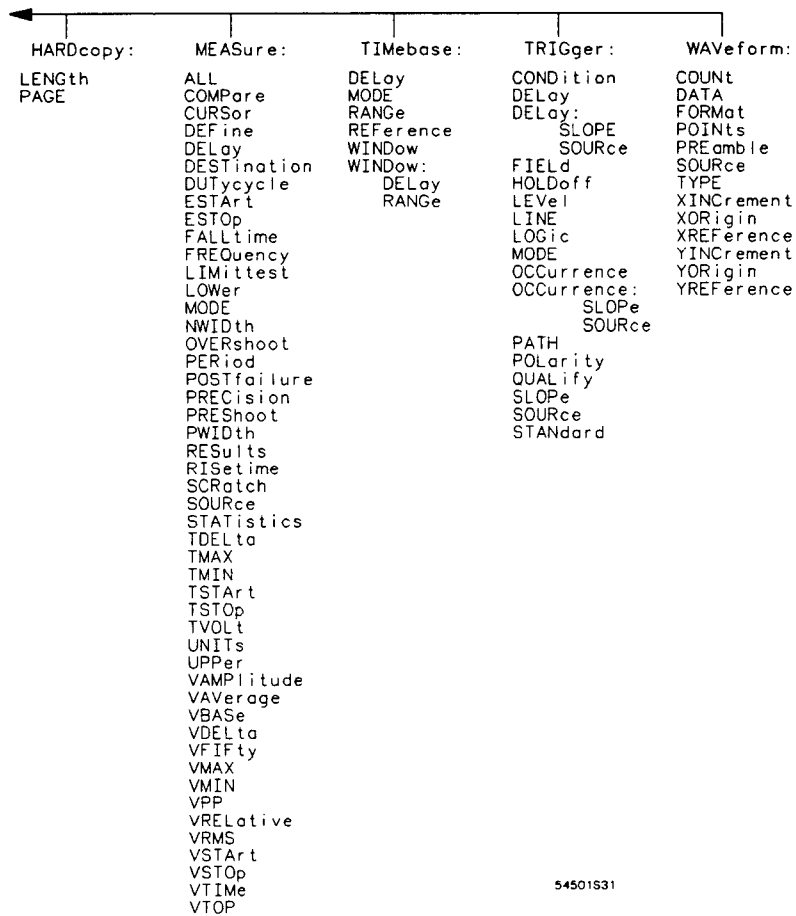 HARDcopy:
LENGth
PAGE
MEASure:
ALL
COMPare
CURSor
DEFine
DELay
DESTination
DUTycycle
ESTArt
ESTOp
FALLtime
FREQuency
LIMittest
LOWer
MODE
NWIDth
OVERshoot
PERiod
POSTfailure
PRECision
PREShoot
PWIDth
RESults
RISetime
SCRatch
SOURce
STATistics
TDELta
TMAX
TMIN
TSTArt
TSTOp
TVOLt
UNITs
UPPer
VAMPlitude
VAVerage
VBASe
VDELta
VFIFty
VMAX
VMIN
VPP
VRELative
VRMS
VSTArt
VSTOp
VTIMe
VTOP
TIMebase:
DELay
MODE
RANGe
REFerence
WINDow
WINDow:
DELay
RANGe
TRIGger:
CONDition
DELay
DELay:
SLOPE
SOURce
FIELd
HOLDoff
LEVel
LINE
LOGic
MODE
OCCurrence
OCCurrence:
SLOPe
SOURce
PATH
POLarity
QUALify
SLOPe
SOURce
STANdard
WAVeform:
COUNt
DATA
FORMat
POINts
PREamble
SOURce
TYPE
XINCrement
XORigin
XREFerence
YINCrement
YORigin
YREFerence
54501S31